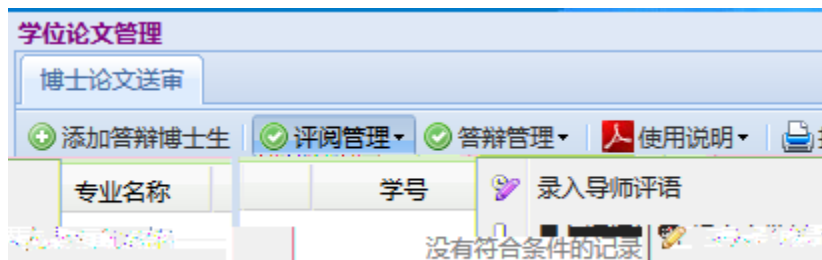 学位论文管理
博士论文送审
添加答辩博士生 评阅管理 答辩管理 使用说明
专业名称 学号 录入导师评语
没有符合条件的记录